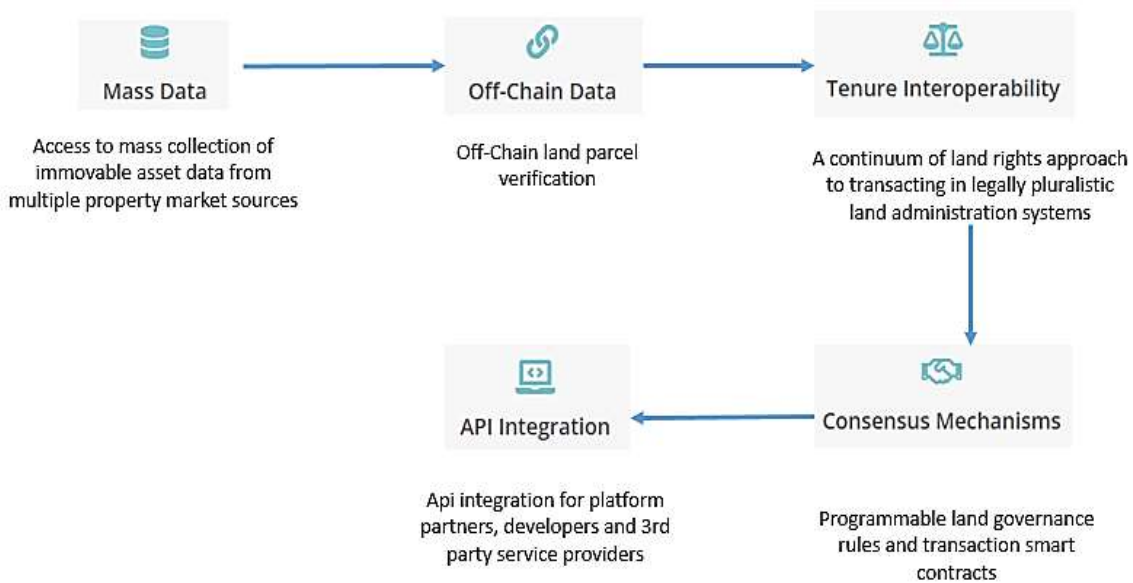 Mass Data
Access to mass collection of
immovable asset data from
multiple property market sources
Off-Chain Data
Off-Chain land parcel
verification
Tenure Interoperability
A continuum of land rights approach
to transacting in legally pluralistic
land administration systems
Consensus Mechanisms
Programmable land governance
rules and transaction smart
contracts
API Integration
Api integration for platform
partners, developers and 3rd
party service providers